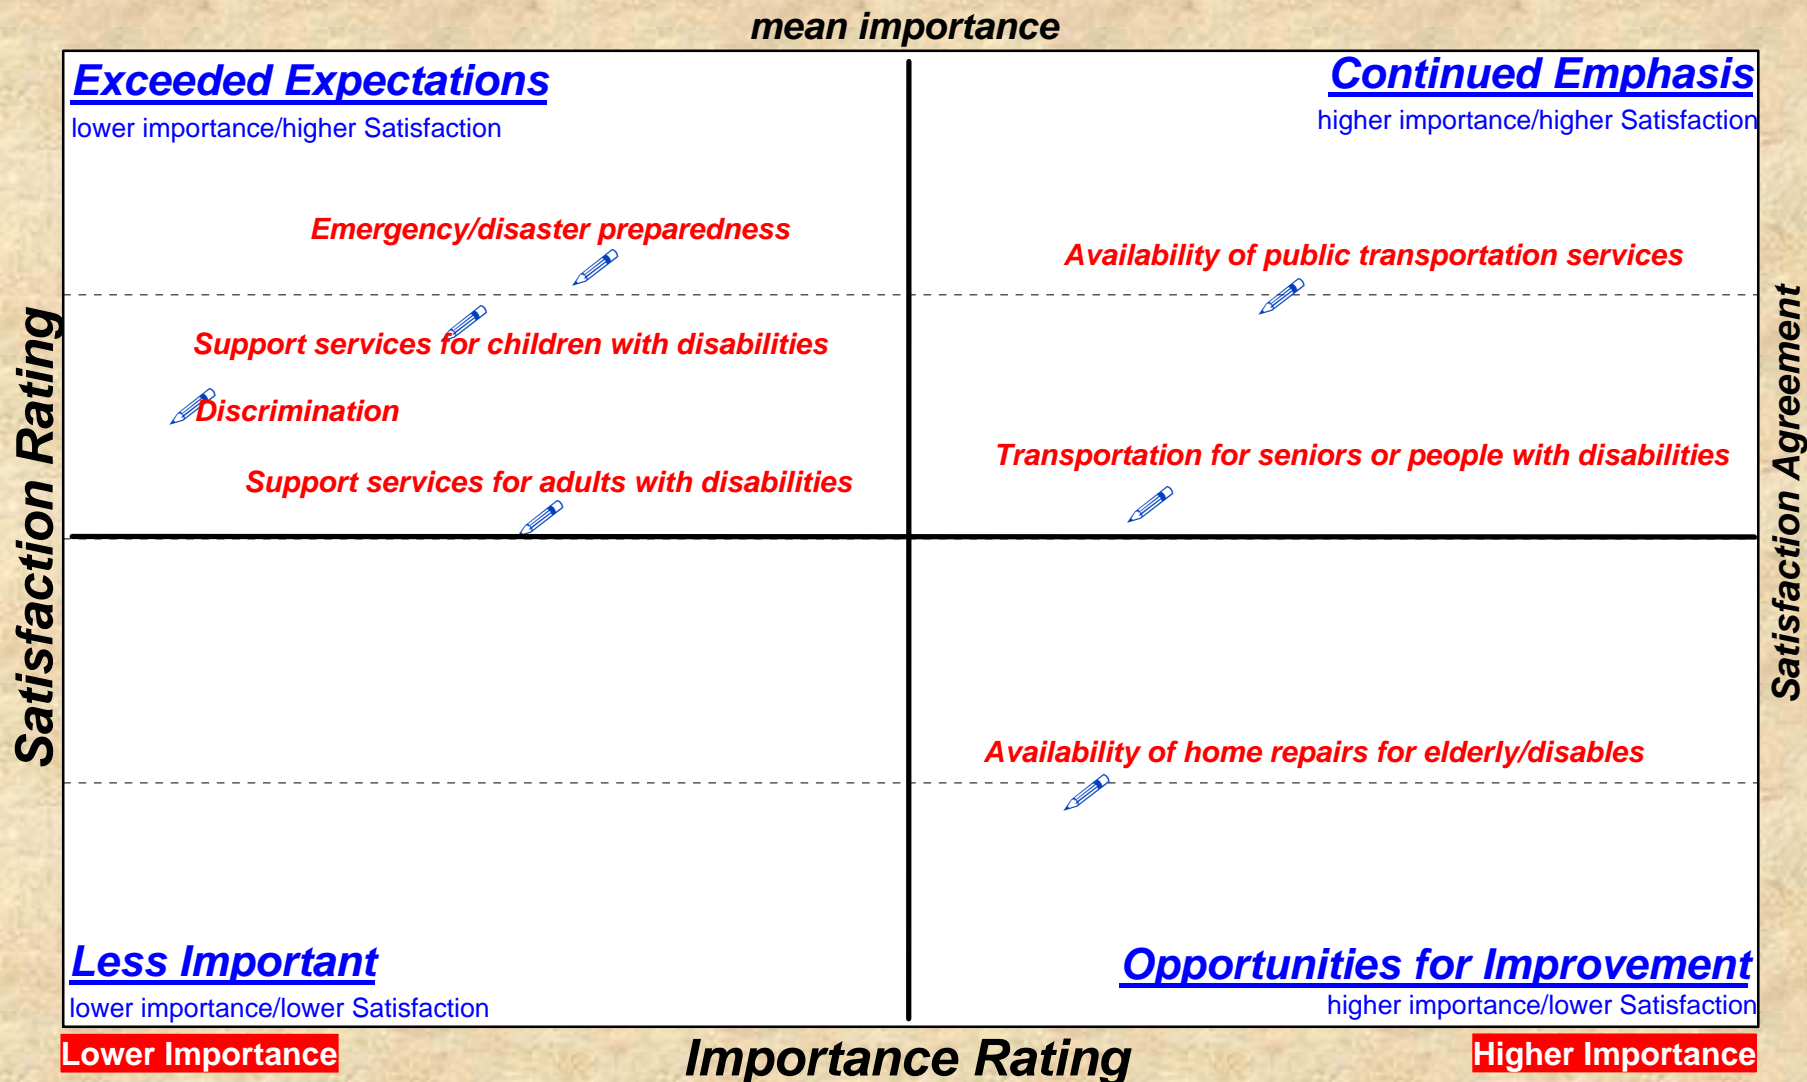 mean importance
Exceeded Expectations
lower importance/higher Satisfaction
Continued Emphasis
higher importance/higher Satisfaction
Emergency/disaster preparedness
Availability of public transportation services
Support services for children with disabilities
Discrimination
Support services for adults with disabilities
Transportation for seniors or people with disabilities
Satisfaction Rating
Satisfaction Agreement
Availability of home repairs for elderly/disables
Less Important
lower importance/lower Satisfaction
Opportunities for Improvement
higher importance/lower Satisfaction
Lower Importance
Importance Rating
Higher Importance